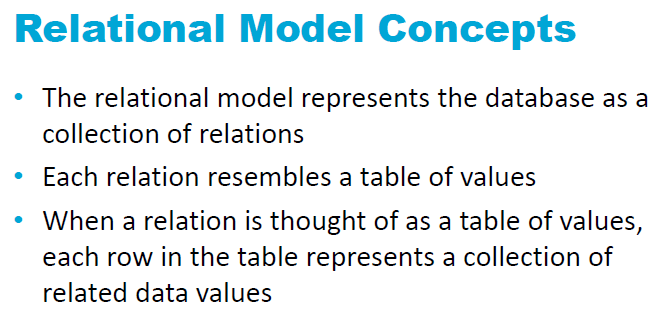 Relational Model Concepts
• The relational model represents the database as a
collection of relations
• Each relation resembles a table of values
• When a relation is thought of as a table of values,
each row in the table represents a collection of
related data values